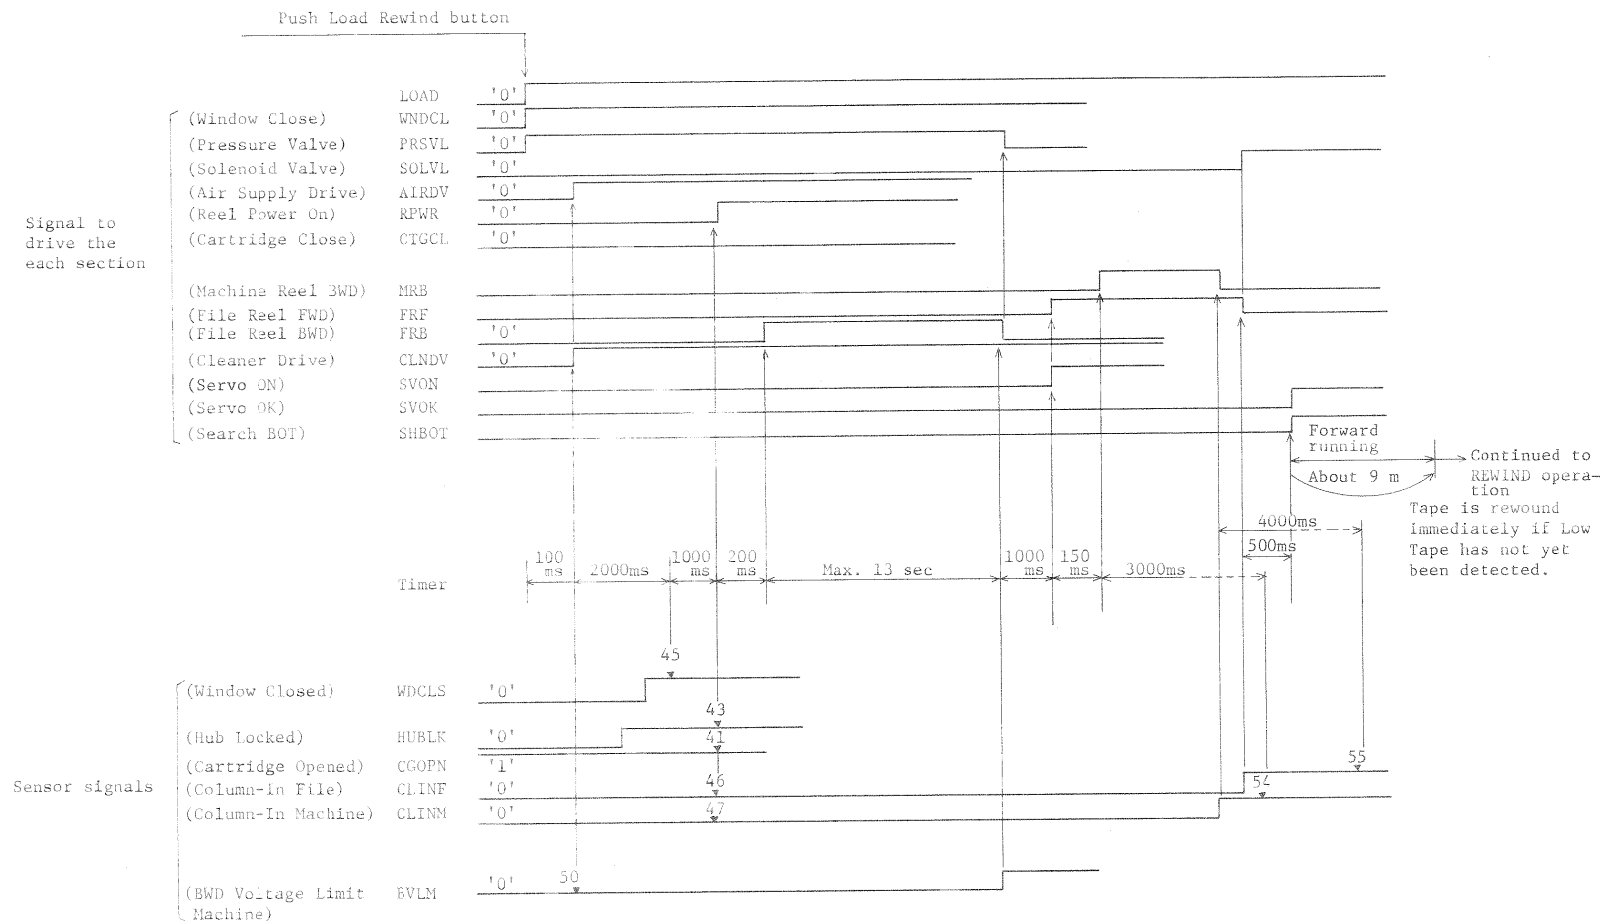 Push Load Rewind button
LOAD '0'
(Window Close) WNDCL '0'
(Pressure Valve) PRSVL '0'
(Solenoid Valve) SOLVL '0'
(Air Supply Drive) AIRDV '0'
(Reel Power On) RPWR '0'
(Cartridge Close) CTGCL '0'
Signal to
drive the
each section
(Machine Reel BWD) MRB
(File Reel FWD) FRF
(File Reel BWD) FRB '0'
(Cleaner Drive) CLNDV '0'
(Servo ON) SVON
(Servo OK) SVOK
(Search BOT) SHBOT
Forward
running
About 9 m
Continued to
REWIND opera-
tion
Tape is rewound
immediately if Low
Tape has not yet
been detected.
4000ms
500ms
Timer
100
ms
2000ms
1000
ms
200
ms
Max. 13 sec
1000
ms
150
ms
3000ms
45
(Window Closed) WDCLS '0'
43
(Hub Locked) HUBLK '0'
41
(Cartridge Opened) CGOPN '1'
55
Sensor signals
(Column-In File) CLINF '0'
46
54
(Column-In Machine) CLINM '0'
47
50
(BWD Voltage Limit BVLM '0'
Machine)